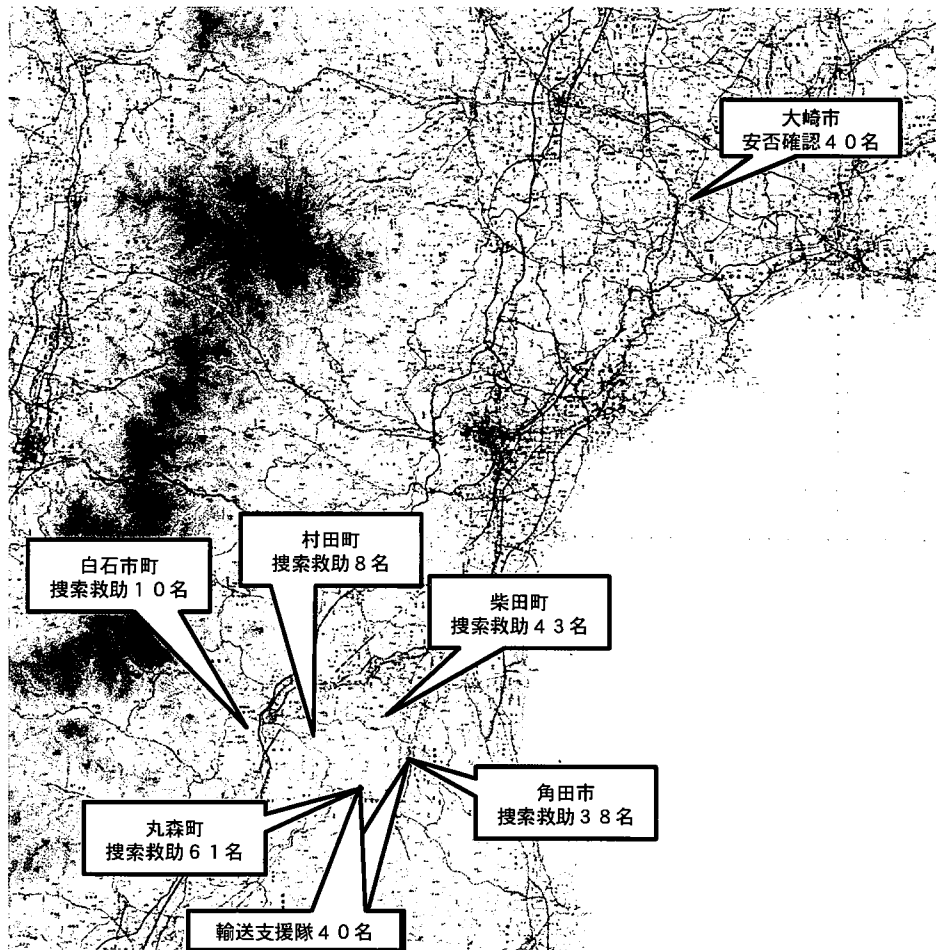 大崎市
安否確認４０名
村田町
捜索救助８名
白石市町
捜索救助１０名
柴田町
捜索救助４３名
角田市
捜索救助３８名
丸森町
捜索救助６１名
輸送支援隊４０名